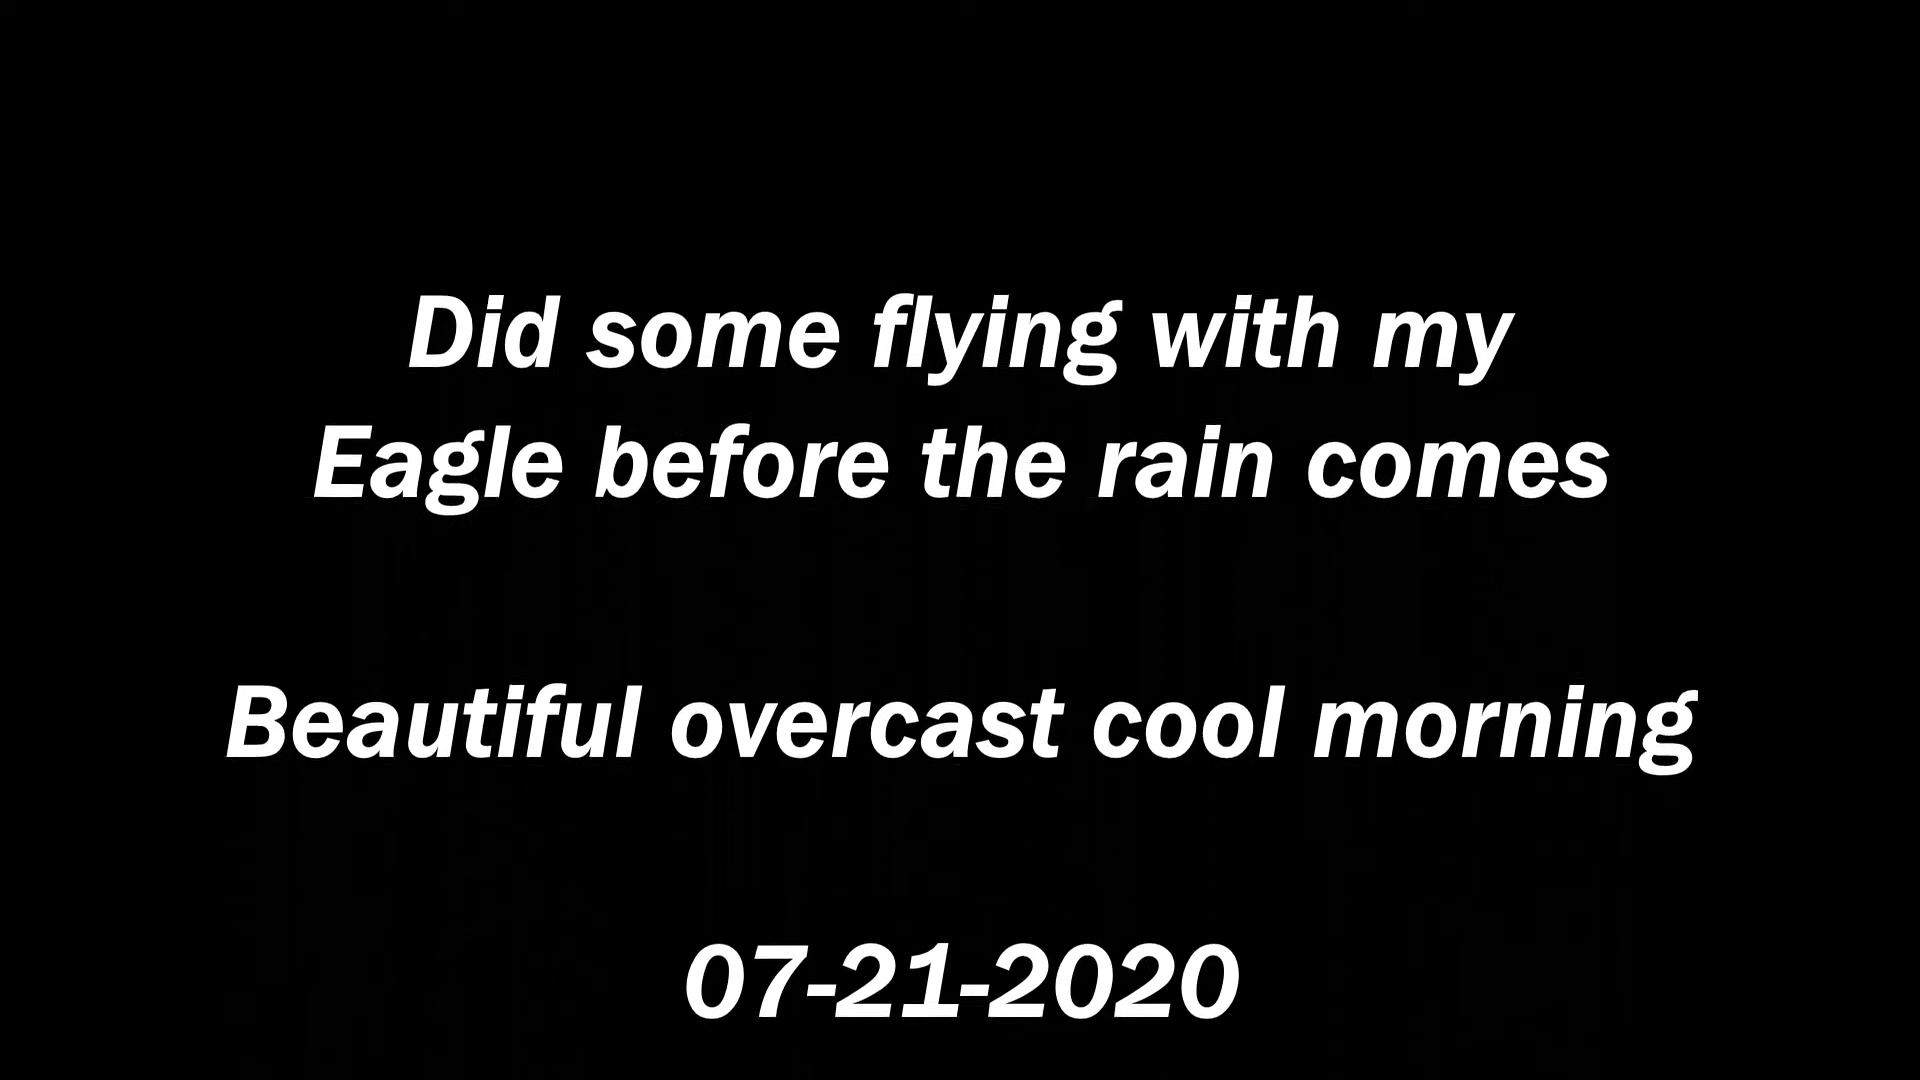 Did some flying with my
Eagle before the rain comes
Beautiful overcast cool morning
07-21-2020